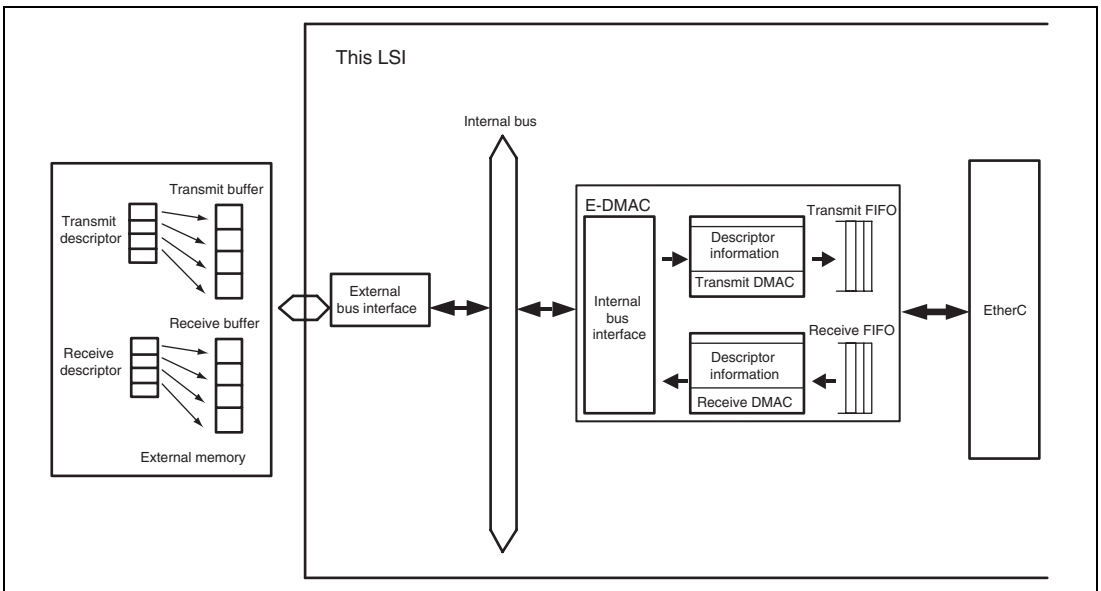 This LSI
Internal bus
Transmit buffer
Transmit
descriptor
Receive buffer
Receive
descriptor
External memory
External
bus interface
E-DMAC
Internal
bus
interface
Descriptor
information
Transmit DMAC
Transmit FIFO
Receive FIFO
Descriptor
information
Receive DMAC
EtherC